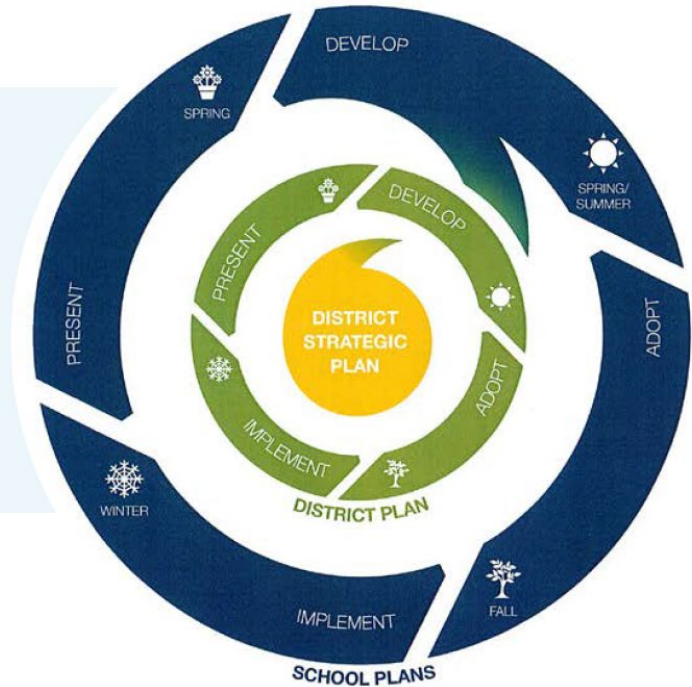 DEVELOP
SPRING
SPRING/
SUMMER
DEVELOP
PRESENT
DISTRICT
STRATEGIC
PLAN
PRESENT
ADOPT
ADOPT
IMPLEMENT
WINTER
DISTRICT PLAN
FALL
IMPLEMENT
SCHOOL PLANS